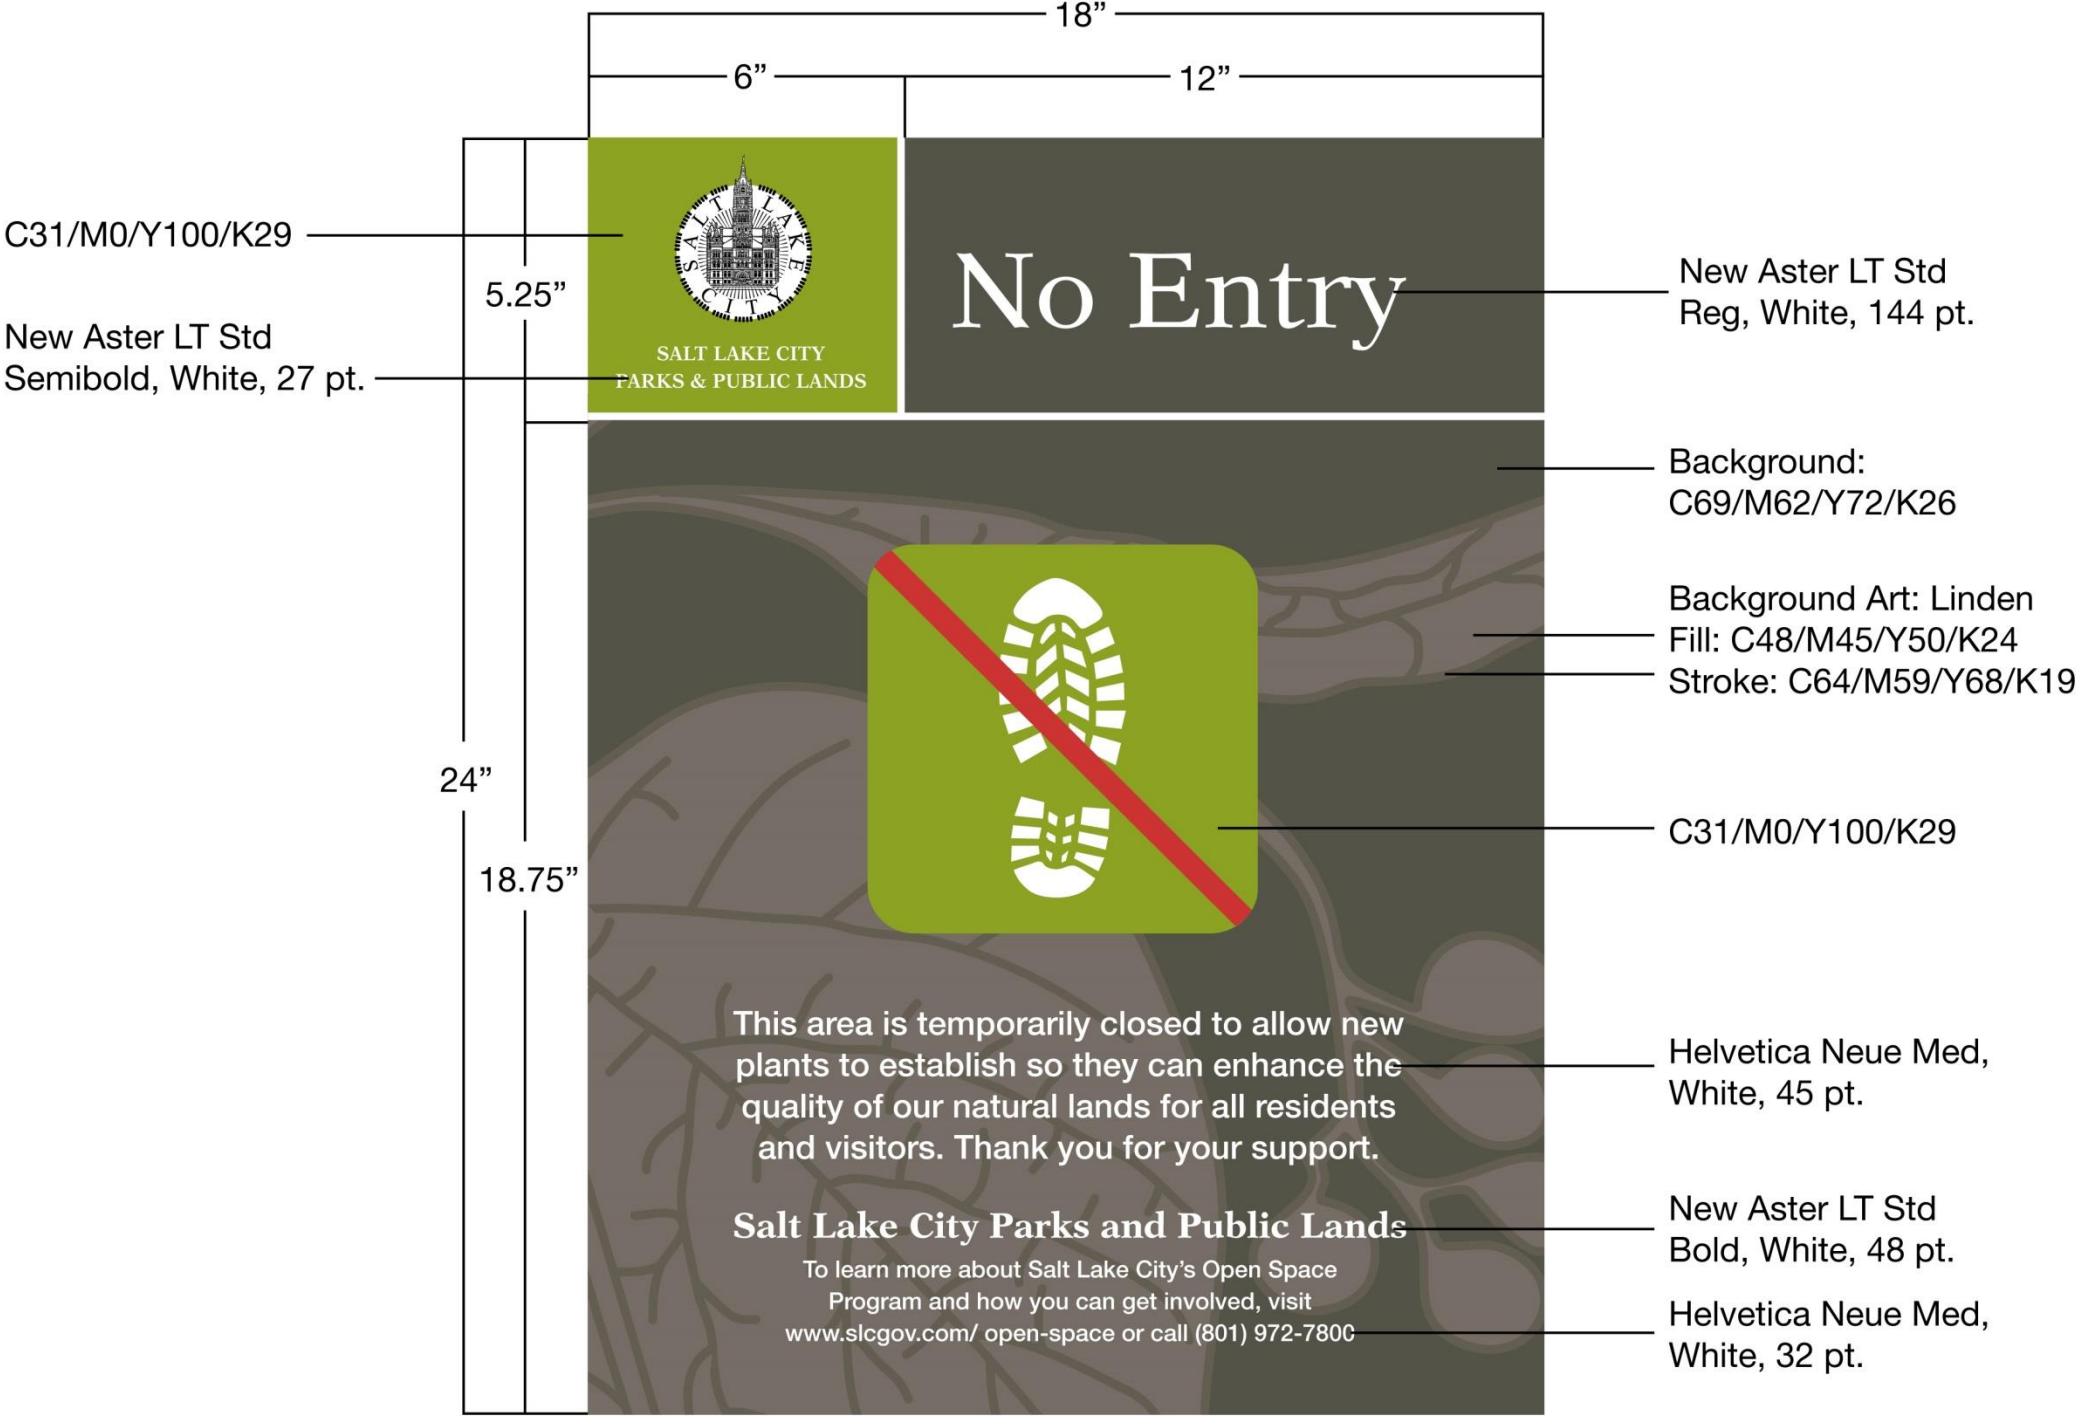 18”
6”
12”
C31/M0/Y100/K29
5.25”
New Aster LT Std
Semibold, White, 27 pt.
SALT LAKE CITY
SALT LAKE CITY
PARKS & PUBLIC LANDS
No Entry
New Aster LT Std
Reg, White, 144 pt.
Background:
C69/M62/Y72/K26
Background Art: Linden
Fill: C48/M45/Y50/K24
Stroke: C64/M59/Y68/K19
24”
18.75”
C31/M0/Y100/K29
This area is temporarily closed to allow new
plants to establish so they can enhance the
quality of our natural lands for all residents
and visitors. Thank you for your support.
Helvetica Neue Med,
White, 45 pt.
Salt Lake City Parks and Public Lands
New Aster LT Std
Bold, White, 48 pt.
To learn more about Salt Lake City’s Open Space
Program and how you can get involved, visit
www.slcgov.com/ open-space or call (801) 972-7800
Helvetica Neue Med,
White, 32 pt.